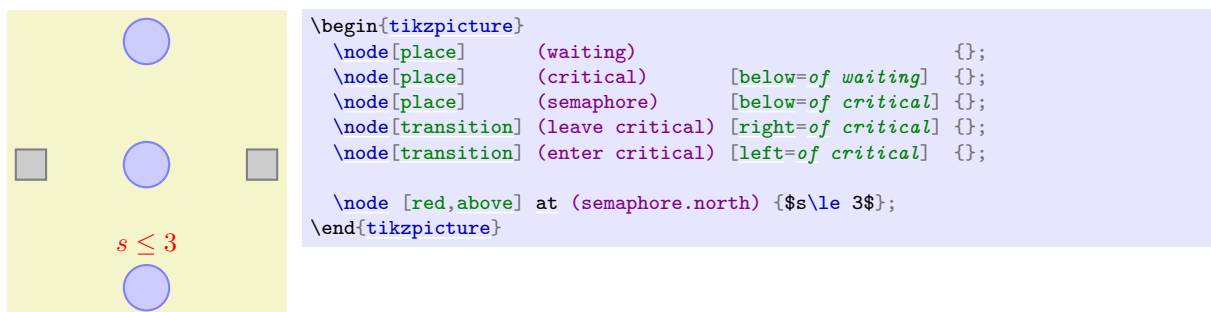 s ≤ 3
\begin{tikzpicture}
  \node[place]      (waiting)                            {};
  \node[place]      (critical)       [below=of waiting]  {};
  \node[place]      (semaphore)      [below=of critical] {};
  \node[transition] (leave critical) [right=of critical] {};
  \node[transition] (enter critical) [left=of critical]  {};
  \node [red,above] at (semaphore.north) {$s\le 3$};
\end{tikzpicture}